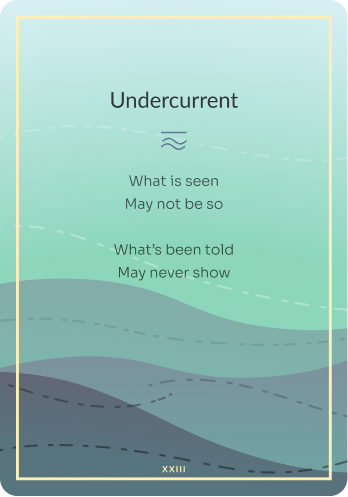 Undercurrent
What is seen
May not be so
What’s been told
May never show
XXIII